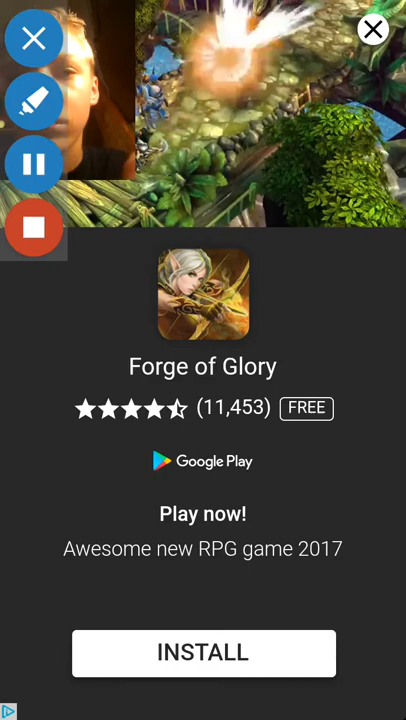 Forge of Glory
(11,453) FREE
Google Play
Play now!
Awesome new RPG game 2017
INSTALL